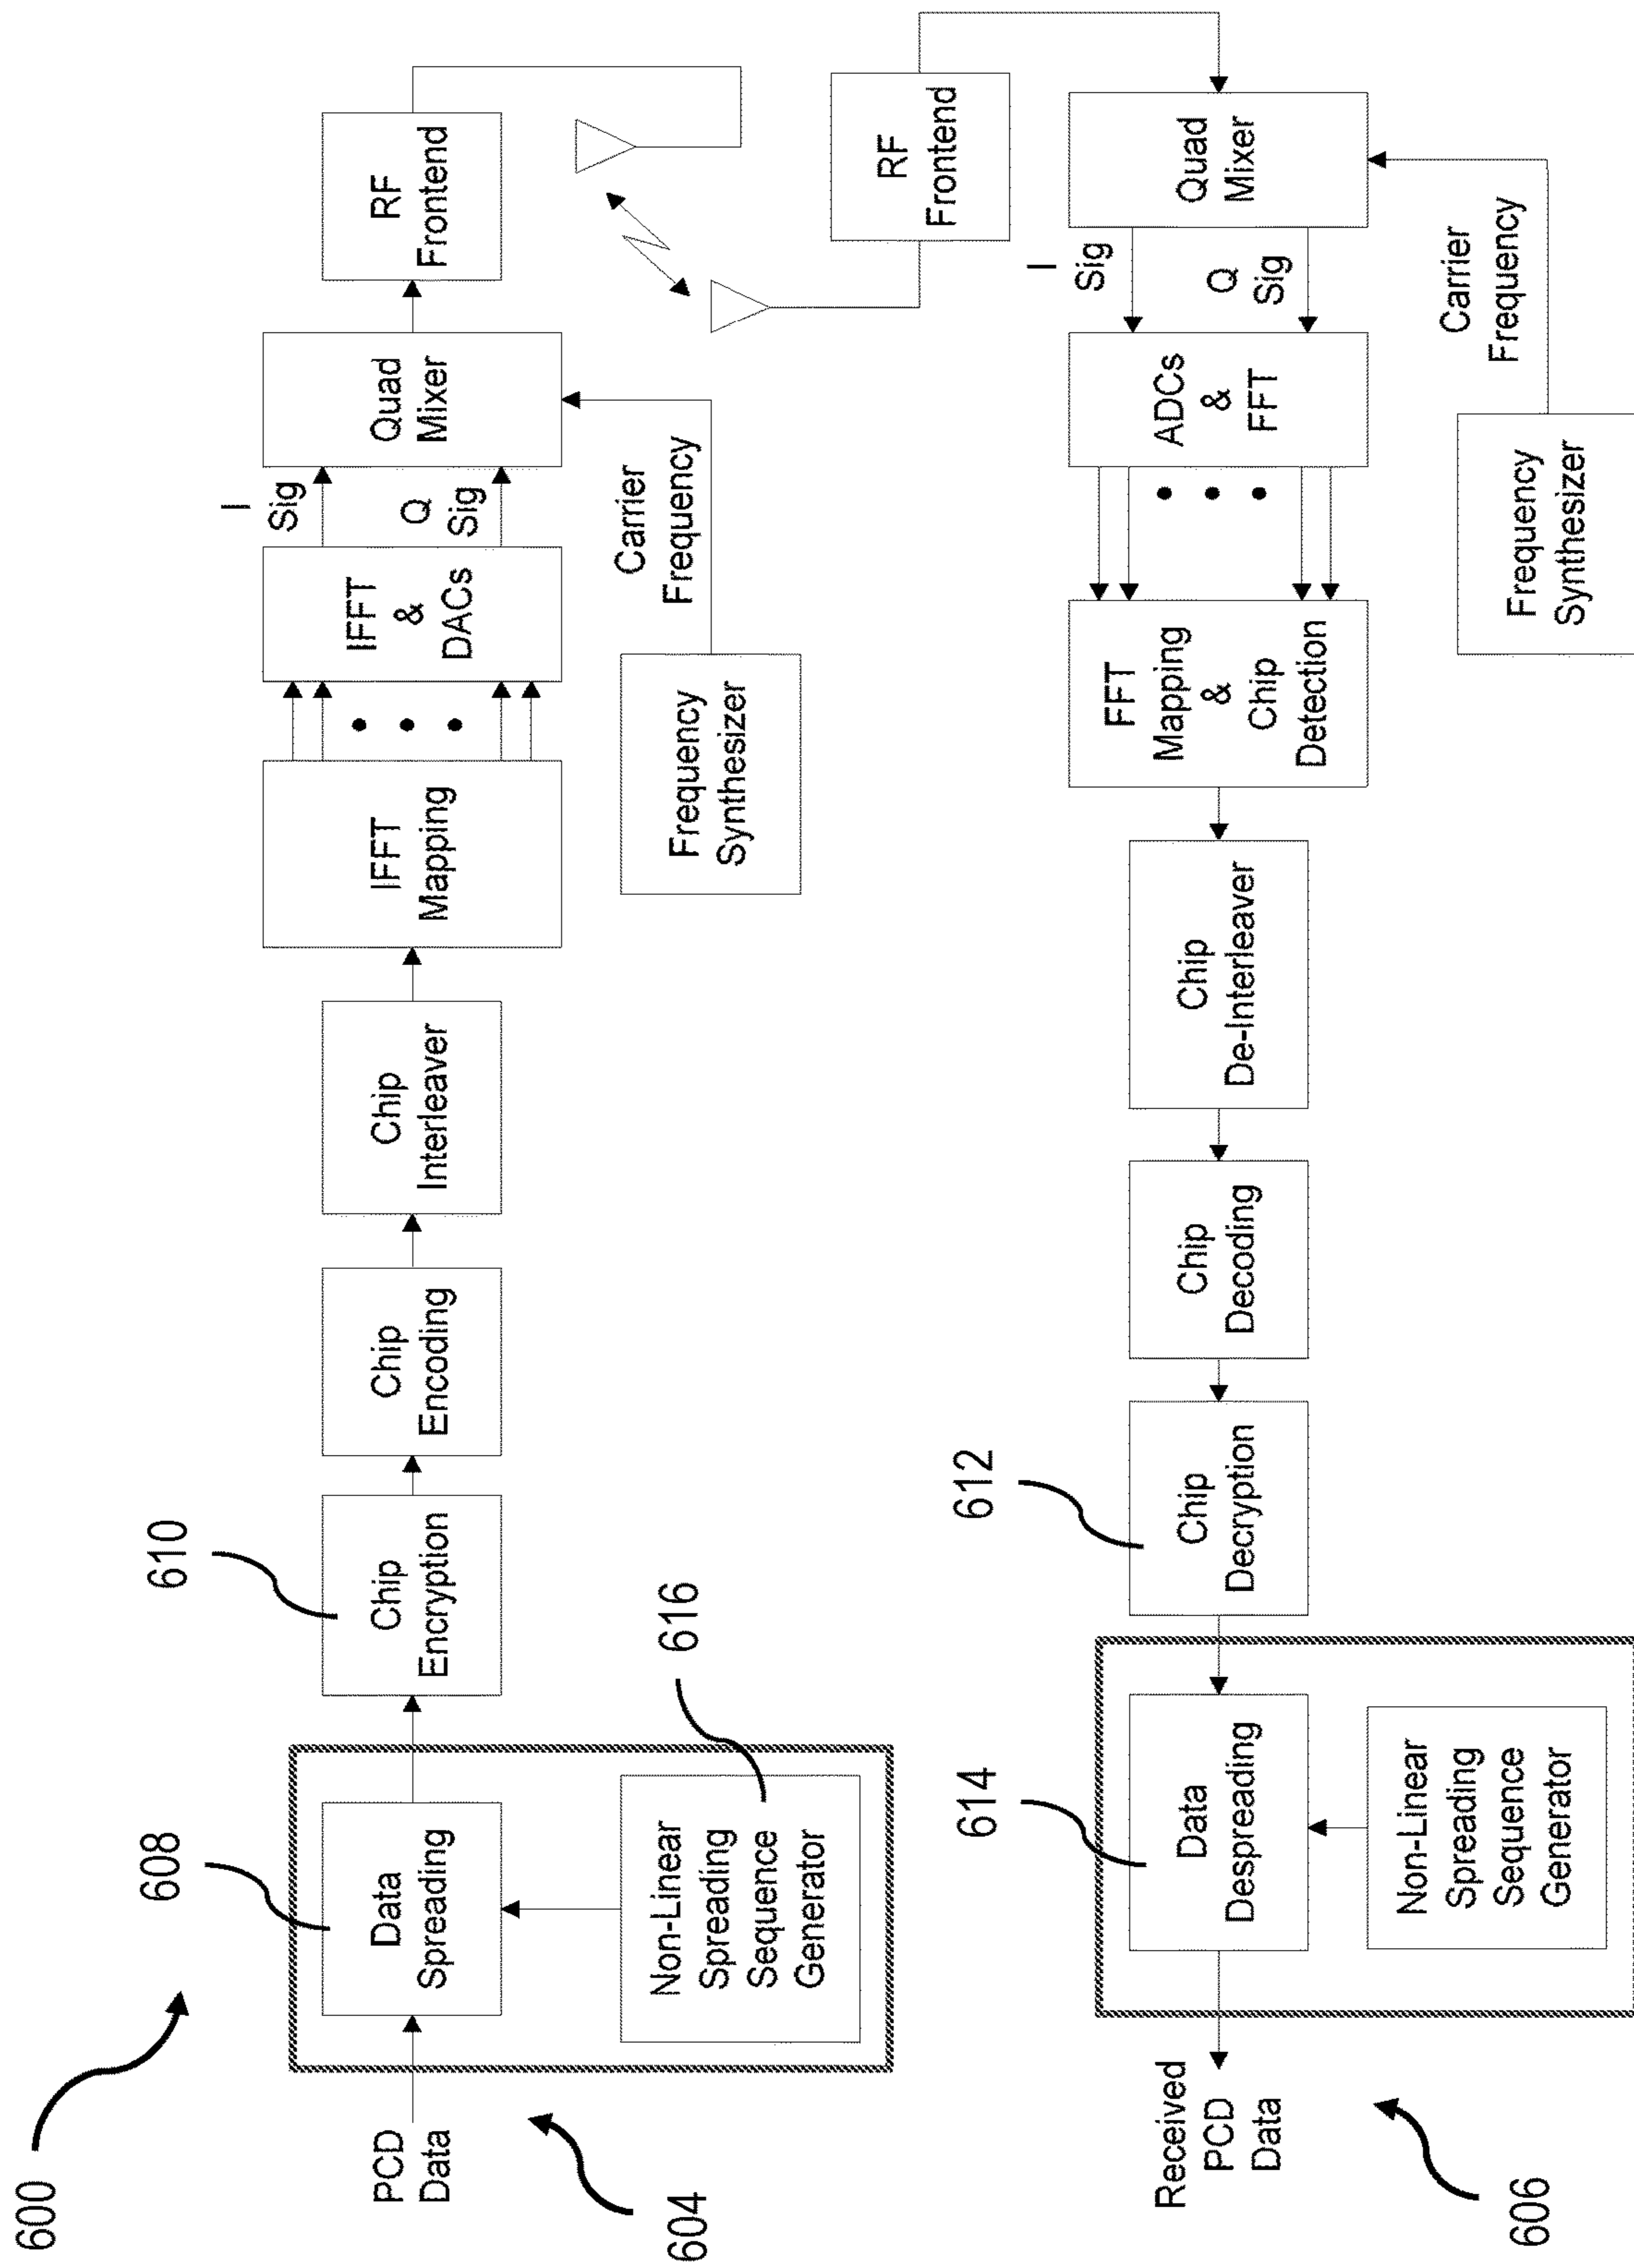 600
604
PCD
Data
608
Data
Spreading
Non-Linear
Spreading
Sequence
Generator
616
610
Chip
Encryption
Chip
Encoding
Chip
Interleaver
IFFT
Mapping
IFFT
&
DACs
I
Sig
Q
Sig
Quad
Mixer
Carrier
Frequency
Frequency
Synthesizer
RF
Frontend
RF
Frontend
Quad
Mixer
Carrier
Frequency
Frequency
Synthesizer
I
Sig
Q
Sig
ADCs
&
FFT
FFT
Mapping
&
Chip
Detection
Chip
De-Interleaver
Chip
Decoding
612
Chip
Decryption
614
Data
Despreading
Non-Linear
Spreading
Sequence
Generator
Received
PCD
Data
606